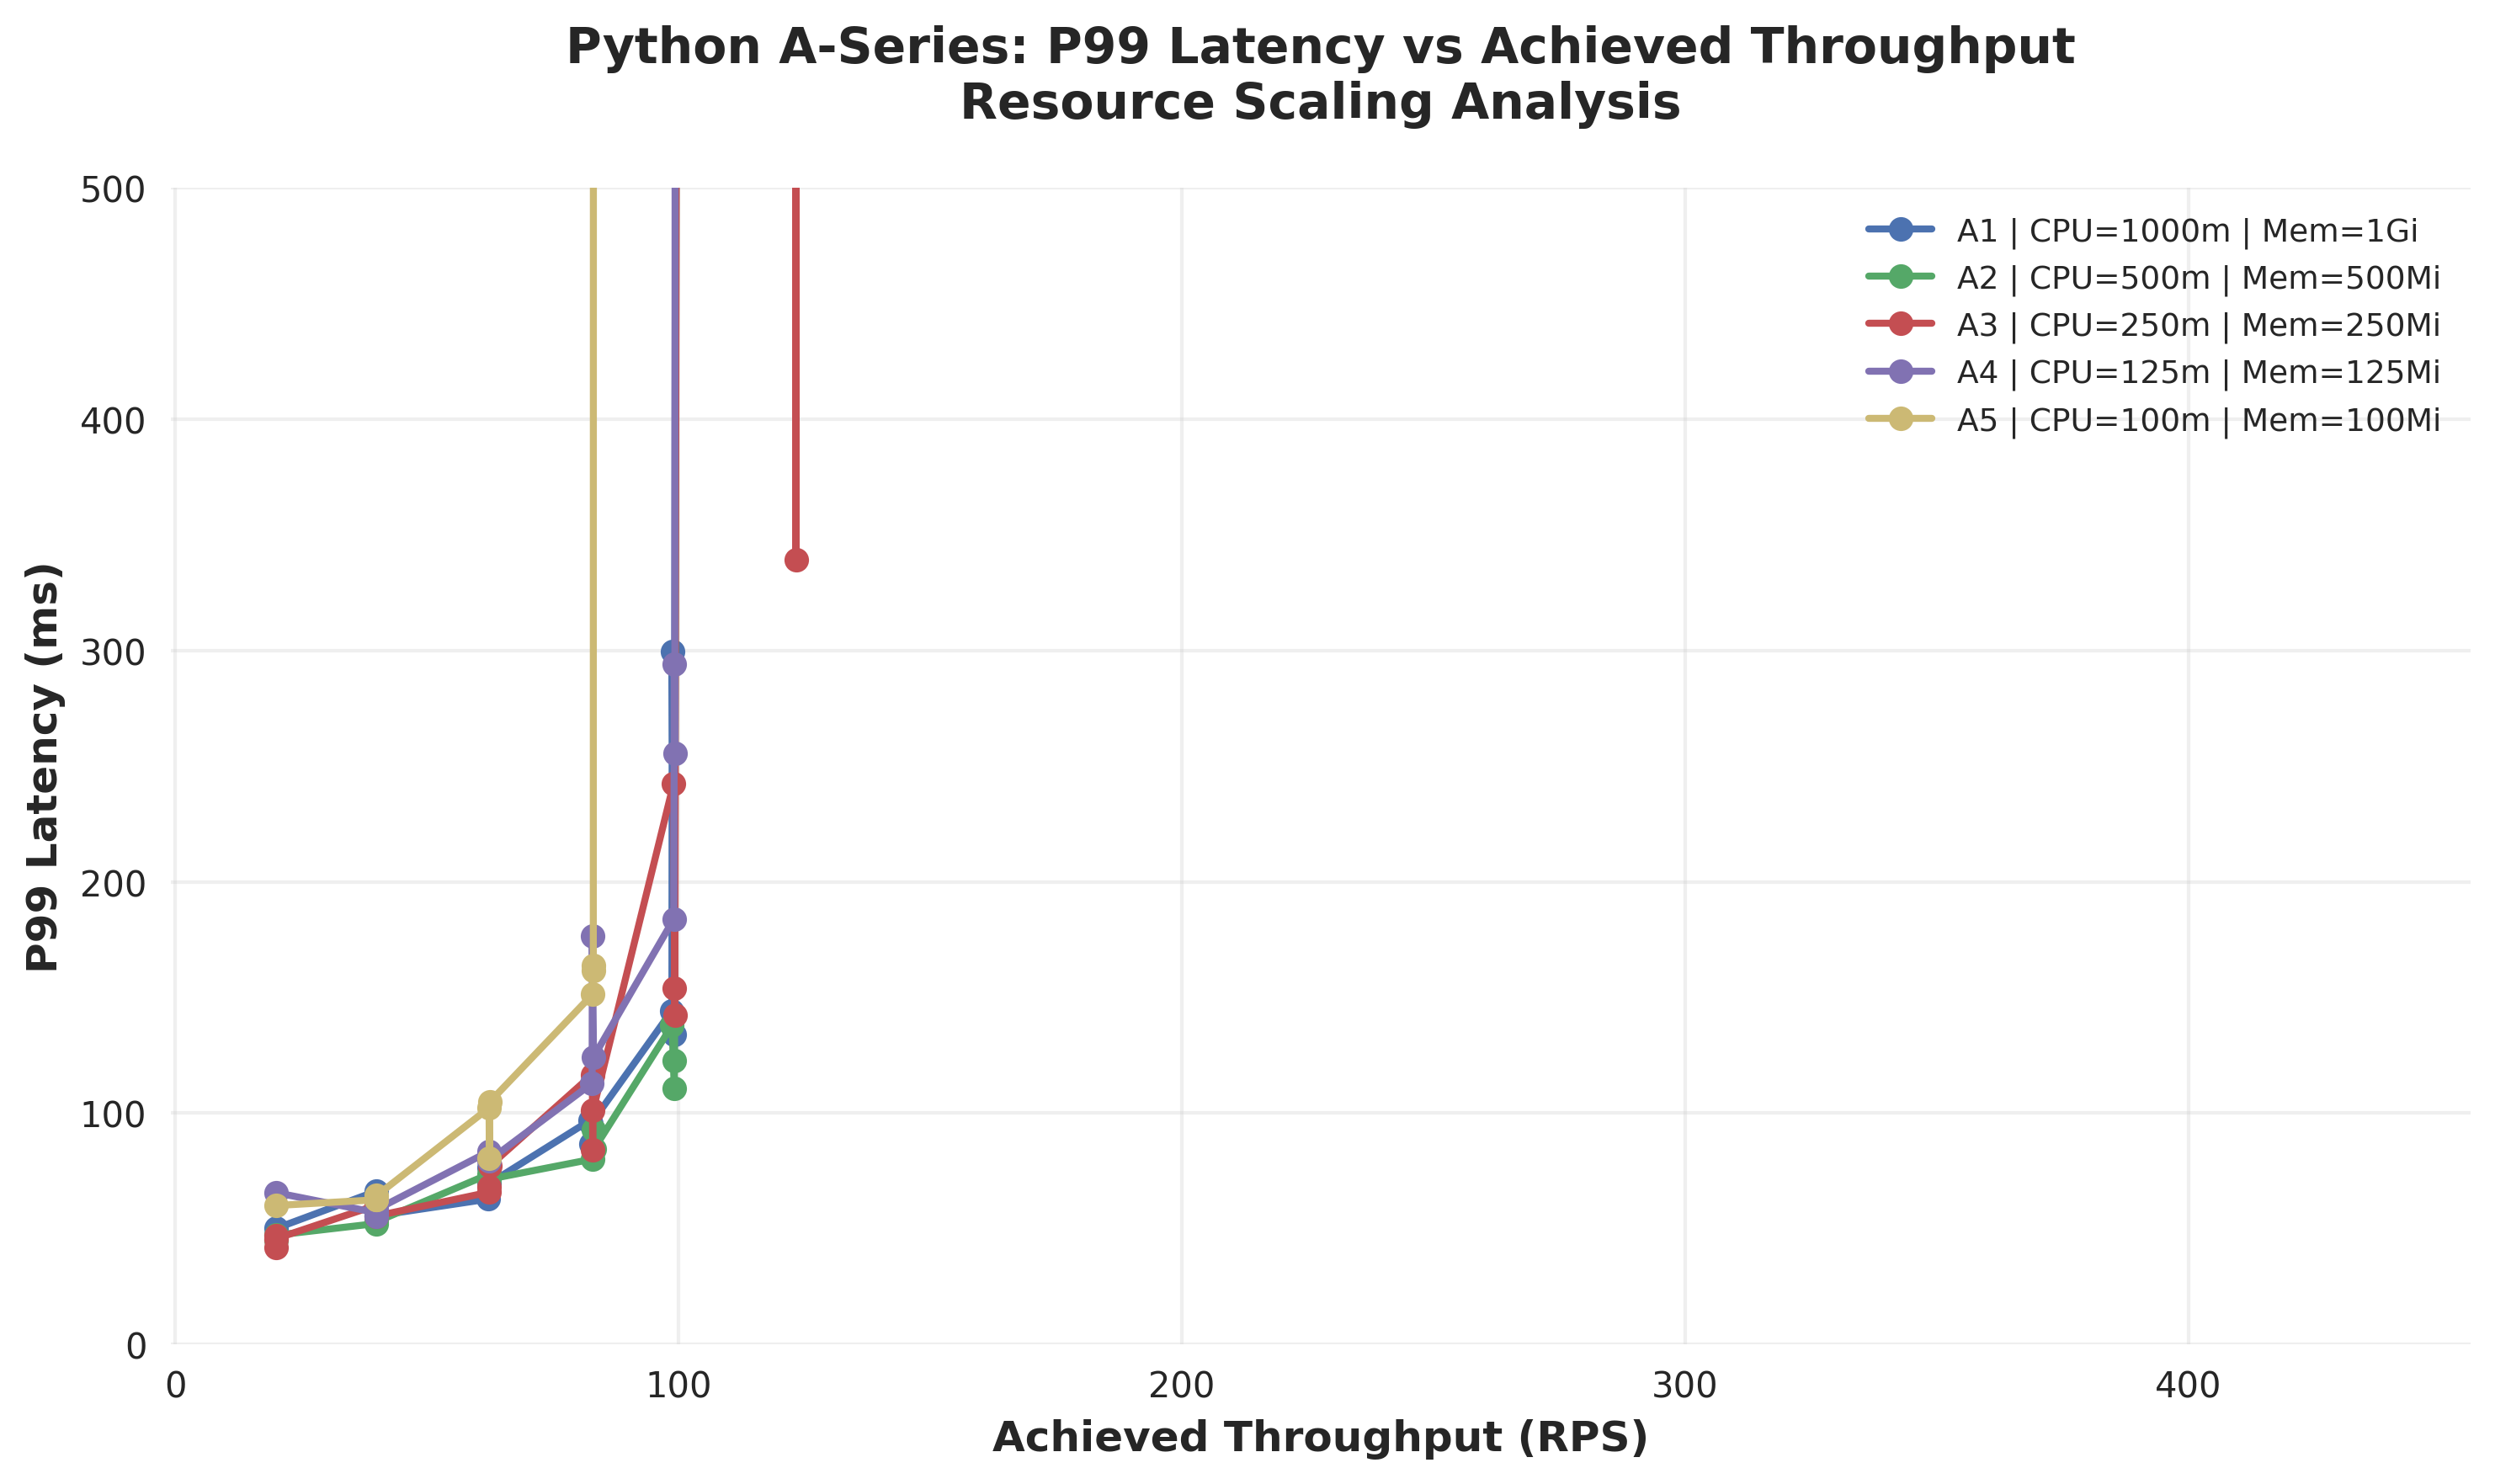 Python A-Series: P99 Latency vs Achieved Throughput
Resource Scaling Analysis
500
400
300
200
100
0
P99 Latency (ms)
A1 | CPU=1000m | Mem=1Gi
A2 | CPU=500m | Mem=500Mi
A3 | CPU=250m | Mem=250Mi
A4 | CPU=125m | Mem=125Mi
A5 | CPU=100m | Mem=100Mi
0 100 200 300 400
Achieved Throughput (RPS)